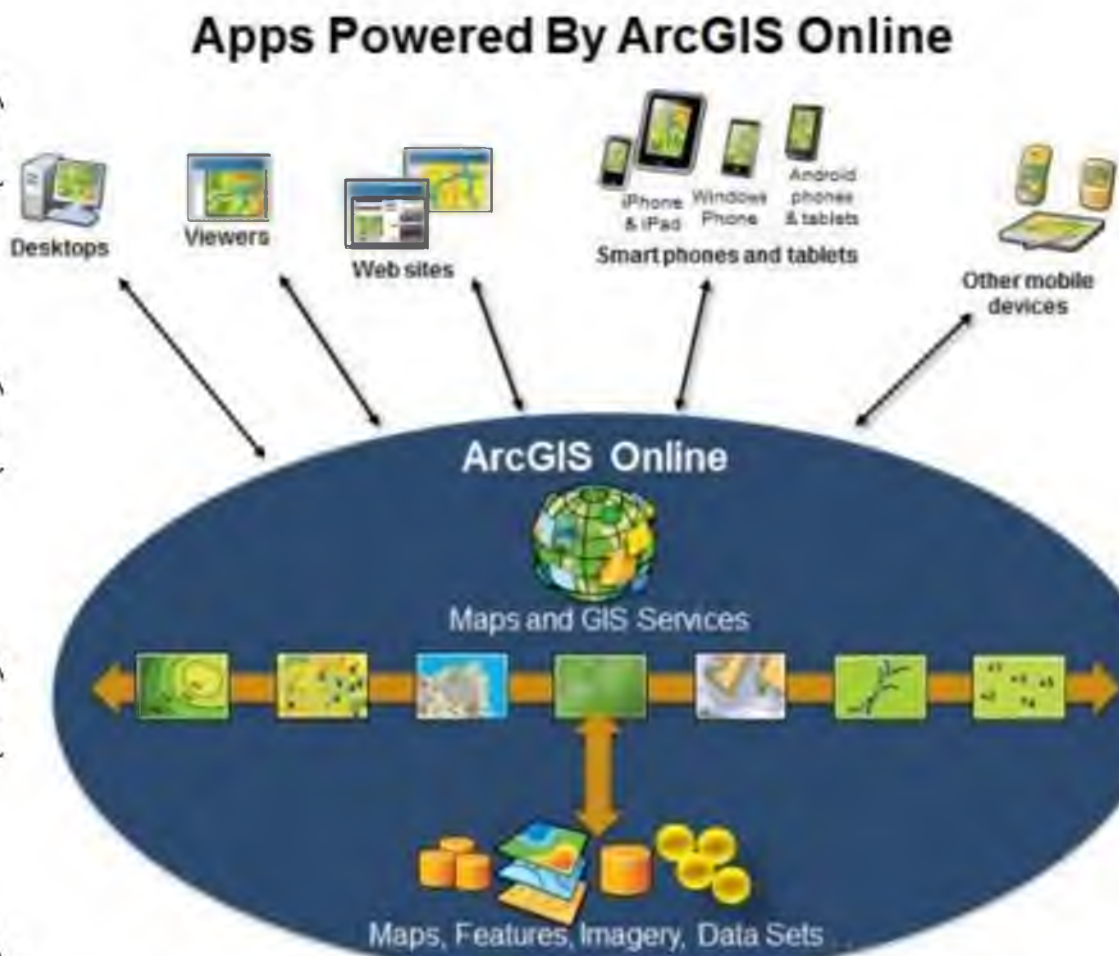 Apps Powered By ArcGIS Online
Desktops
Viewers
Web sites
iPhone
& iPad
Windows
Phone
Android
phones
& tablets
Smart phones and tablets
Other mobile
devices
ArcGIS Online
Maps and GIS Services
Maps, Features, Imagery, Data Sets ...